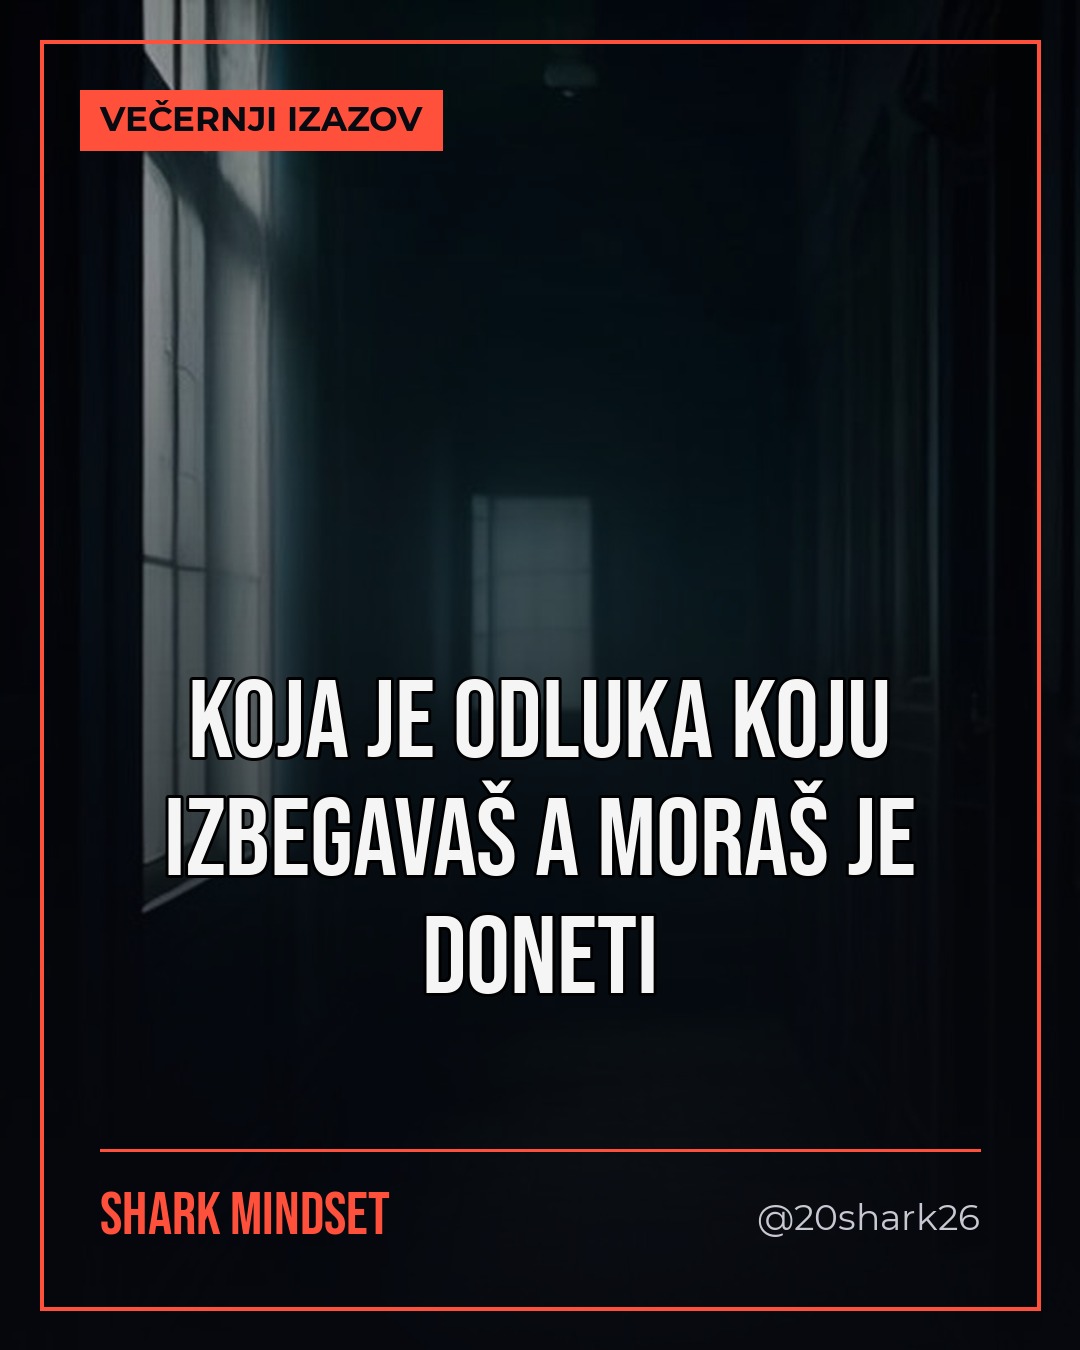 VEČERNJI IZAZOV
KOJA JE ODLUKA KOJU
IZBEGAVAŠ A MORAŠ JE
DONETI
SHARK MINDSET
@20shark26